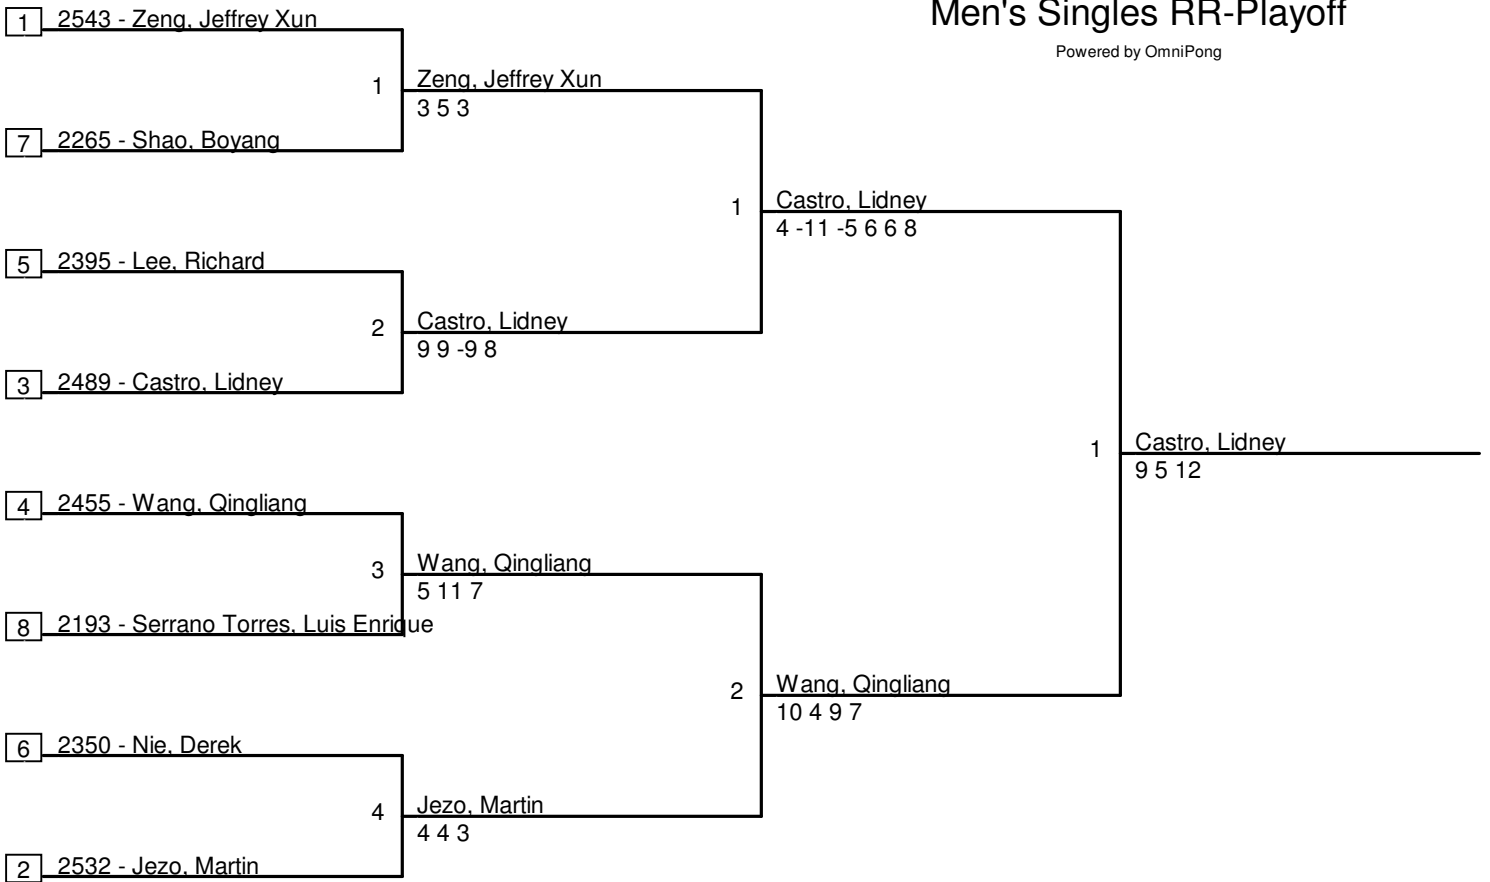 Men's Singles RR-Playoff
Powered by OmniPong
1 2543 - Zeng, Jeffrey Xun
1 Zeng, Jeffrey Xun
3 5 3
7 2265 - Shao, Boyang
1 Castro, Lidney
4 -11 -5 6 6 8
5 2395 - Lee, Richard
2 Castro, Lidney
9 9 -9 8
3 2489 - Castro, Lidney
1 Castro, Lidney
9 5 12
4 2455 - Wang, Qingliang
3 Wang, Qingliang
5 11 7
8 2193 - Serrano Torres, Luis Enrique
2 Wang, Qingliang
10 4 9 7
6 2350 - Nie, Derek
4 Jezo, Martin
4 4 3
2 2532 - Jezo, Martin